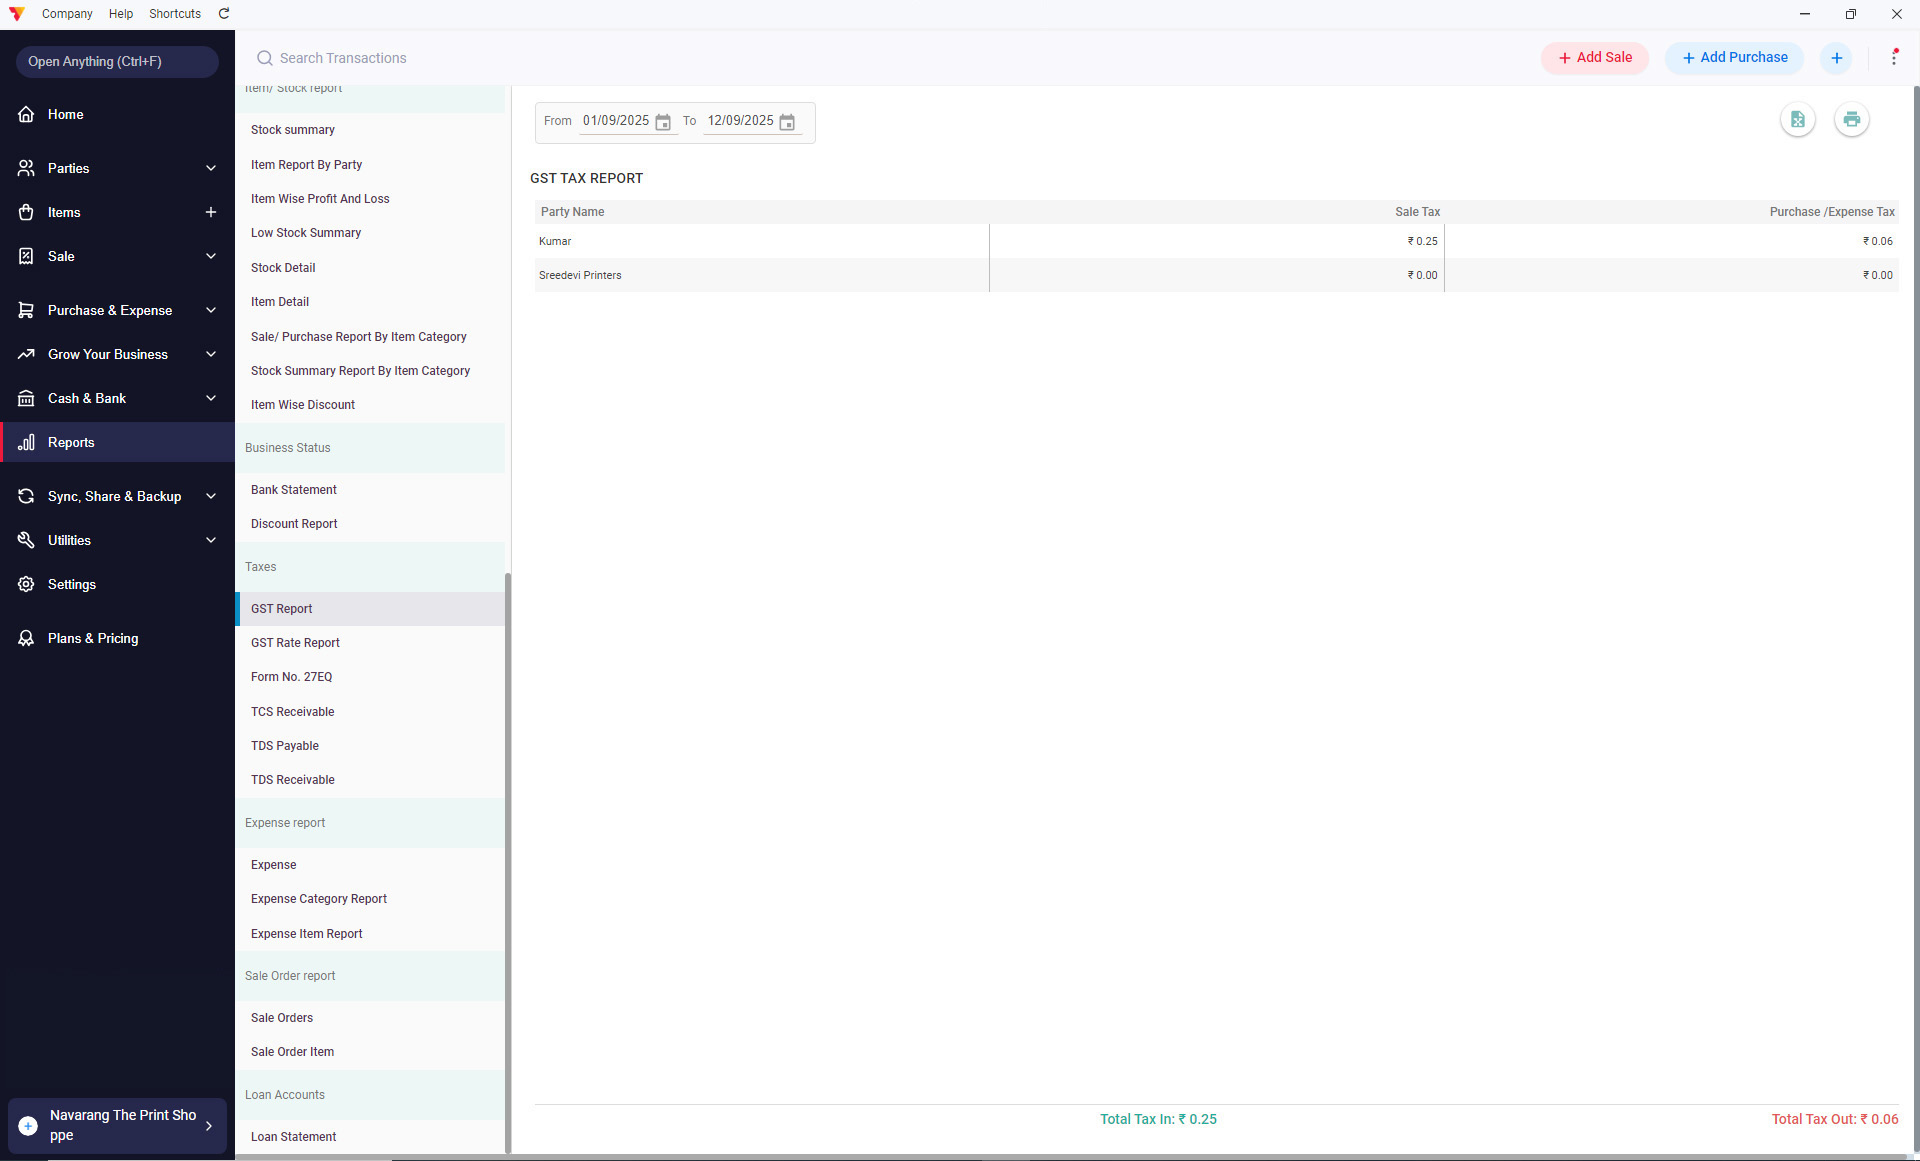 Company Help Shortcuts
Open Anything (Ctrl+F)
Search Transactions
+ Add Sale
+ Add Purchase
Home
Parties
Items
Sale
Purchase & Expense
Grow Your Business
Cash & Bank
Reports
Sync, Share & Backup
Utilities
Settings
Plans & Pricing
Navarang The Print Sho
ppe
Item/ Stock report
Stock summary
Item Report By Party
Item Wise Profit And Loss
Low Stock Summary
Stock Detail
Item Detail
Sale/ Purchase Report By Item Category
Stock Summary Report By Item Category
Item Wise Discount
Business Status
Bank Statement
Discount Report
Taxes
GST Report
GST Rate Report
Form No. 27EQ
TCS Receivable
TDS Payable
TDS Receivable
Expense report
Expense
Expense Category Report
Expense Item Report
Sale Order report
Sale Orders
Sale Order Item
Loan Accounts
Loan Statement
From 01/09/2025 To 12/09/2025
GST TAX REPORT
Party Name Sale Tax Purchase /Expense Tax
Kumar ₹ 0.25 ₹ 0.06
Sreedevi Printers ₹ 0.00 ₹ 0.00
Total Tax In: ₹ 0.25 Total Tax Out: ₹ 0.06